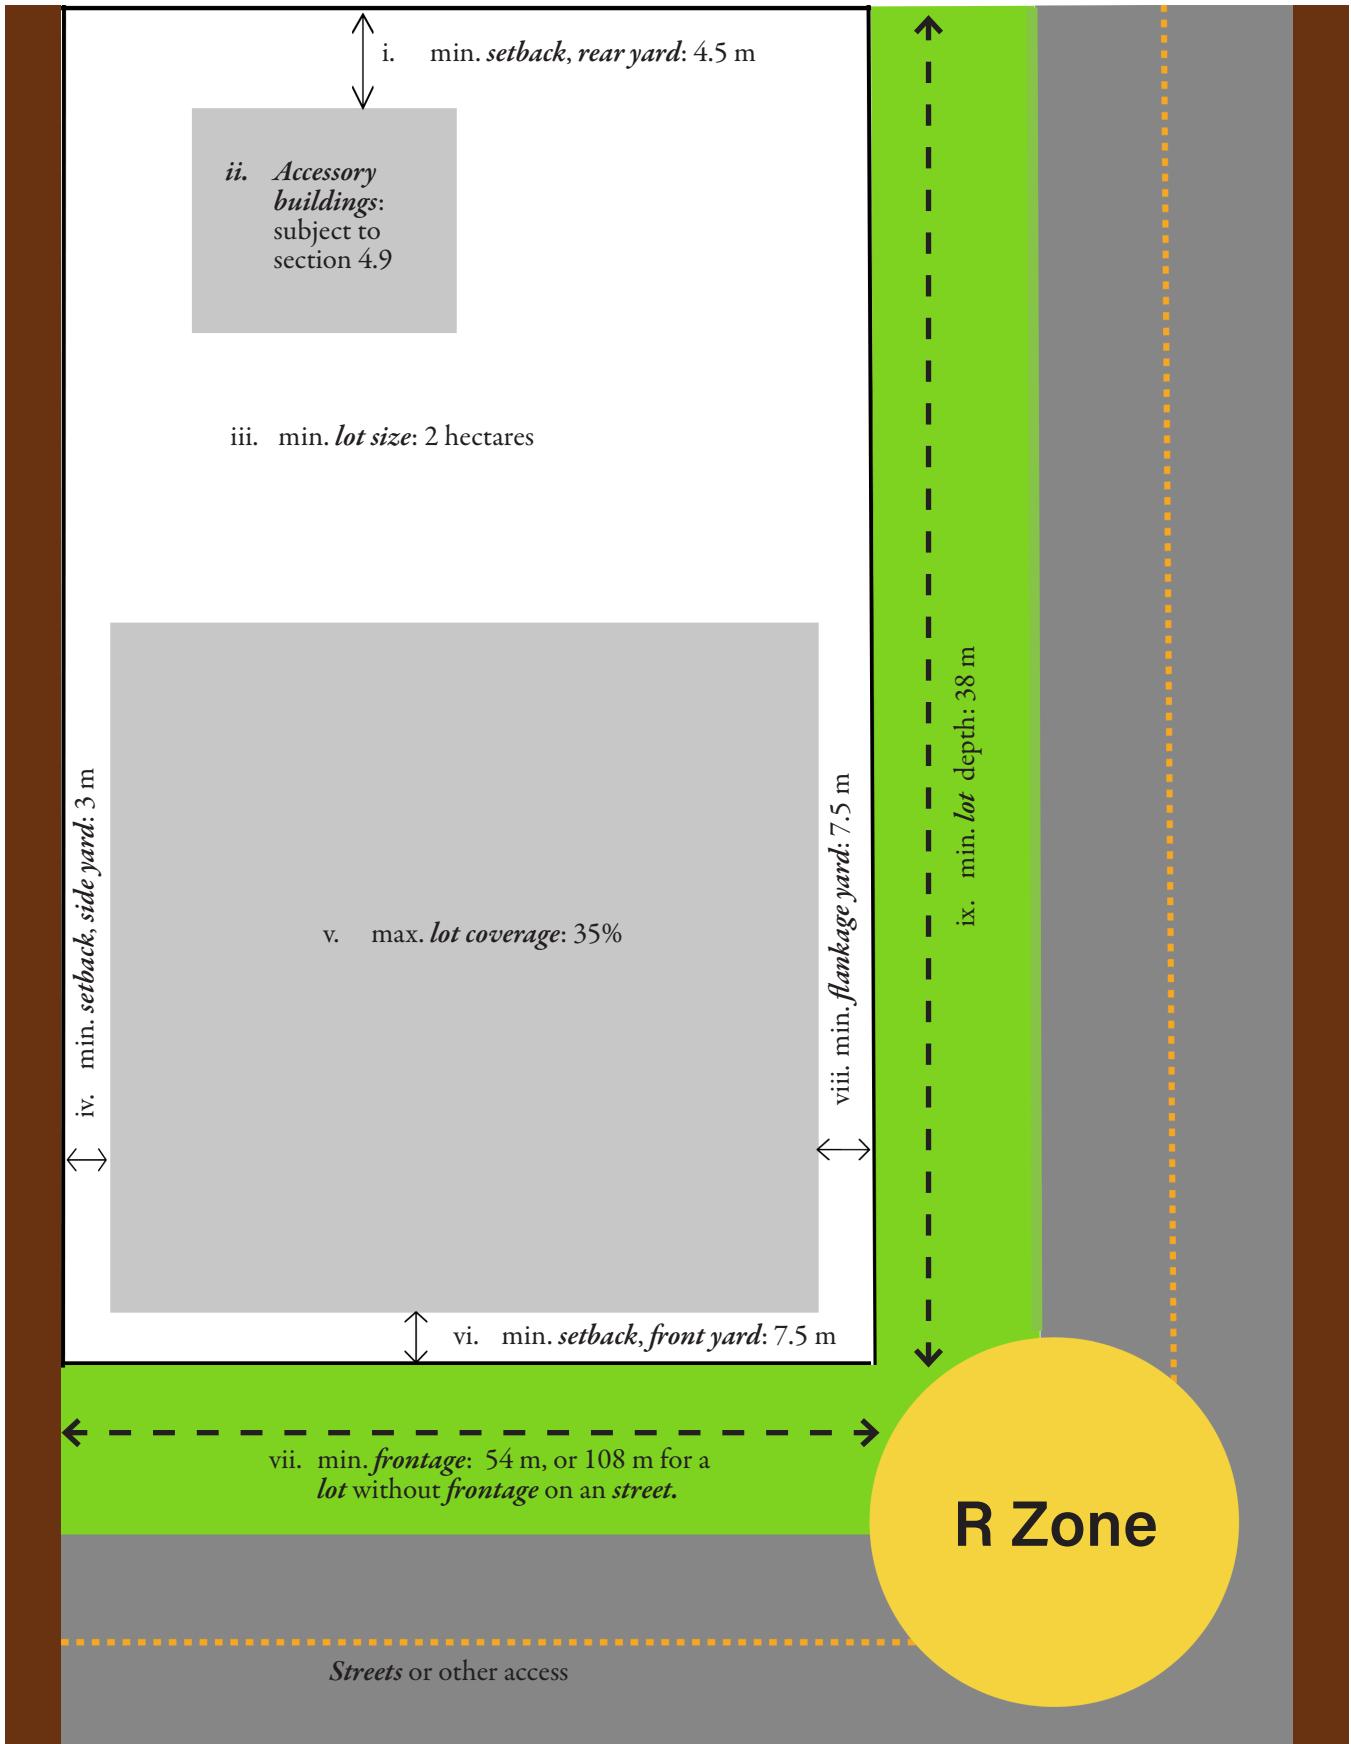 i. min. setback, rear yard: 4.5 m
ii. Accessory
buildings:
subject to
section 4.9
iii. min. lot size: 2 hectares
iv. min. setback, side yard: 3 m
v. max. lot coverage: 35%
viii. min. flankage yard: 7.5 m
ix. min. lot depth: 38 m
vi. min. setback, front yard: 7.5 m
vii. min. frontage: 54 m, or 108 m for a
lot without frontage on an street.
R Zone
Streets or other access